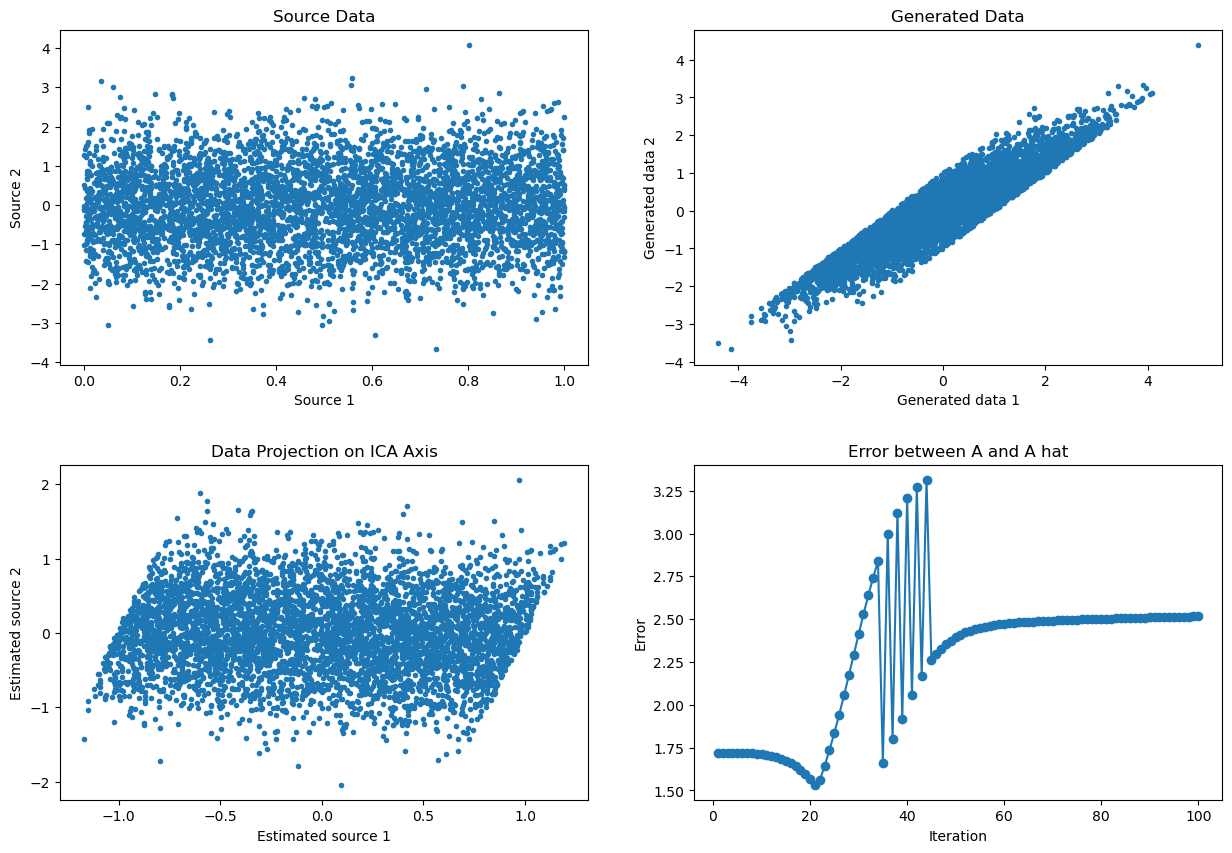 Source Data
4
3
2
1
0
−1
−2
−3
−4
Source 2
0.0 0.2 0.4 0.6 0.8 1.0
Source 1
Generated Data
4
3
2
1
0
−1
−2
−3
−4
Generated data 2
−4 −2 0 2 4
Generated data 1
Data Projection on ICA Axis
2
1
0
−1
−2
Estimated source 2
−1.0 −0.5 0.0 0.5 1.0
Estimated source 1
Error between A and A hat
3.25
3.00
2.75
2.50
2.25
2.00
1.75
1.50
Error
0 20 40 60 80 100
Iteration